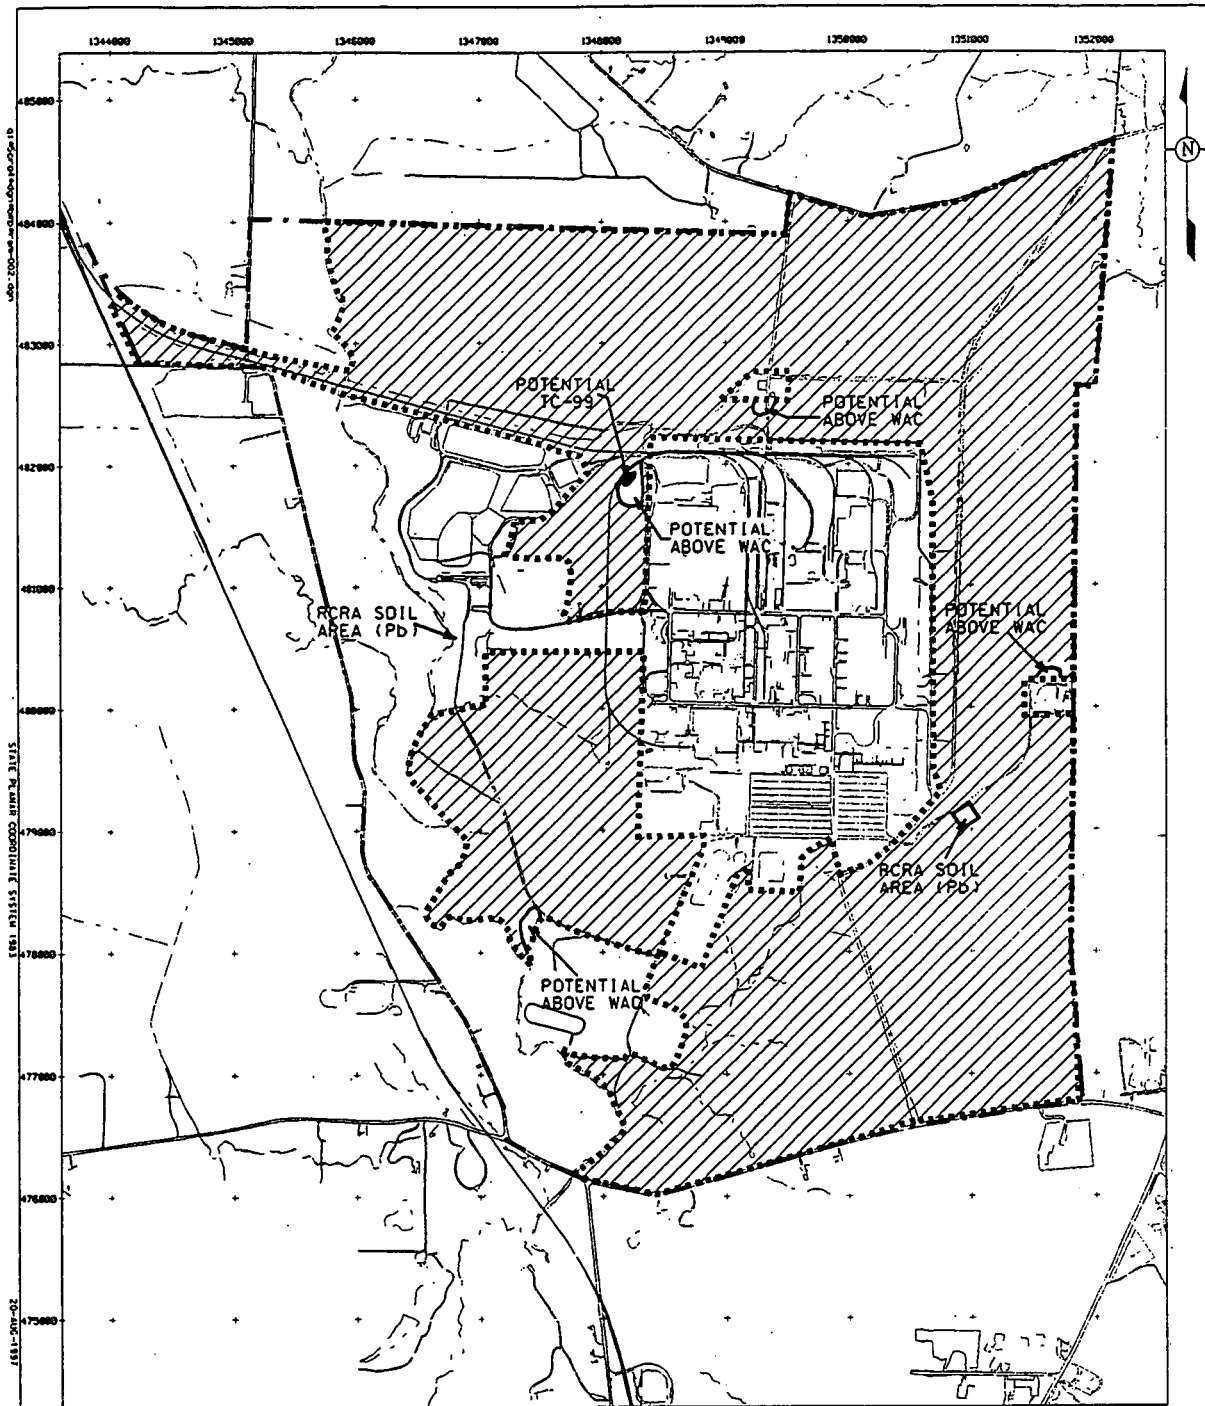 1344000 1345000 1346000 1347000 1348000 1349000 1350000 1351000 1352000
485000
N
484000
483000
POTENTIAL
TC-99
POTENTIAL
ABOVE WAC
482000
POTENTIAL
ABOVE WAC
481000
RCRA SOIL
AREA (Pb)
POTENTIAL
ABOVE WAC
480000
479000
RCRA SOIL
AREA (Pb)
478000
POTENTIAL
ABOVE WAC
477000
476000
475000
STATE PLANAR COORDINATE SYSTEM 1983
20-AUG-1997